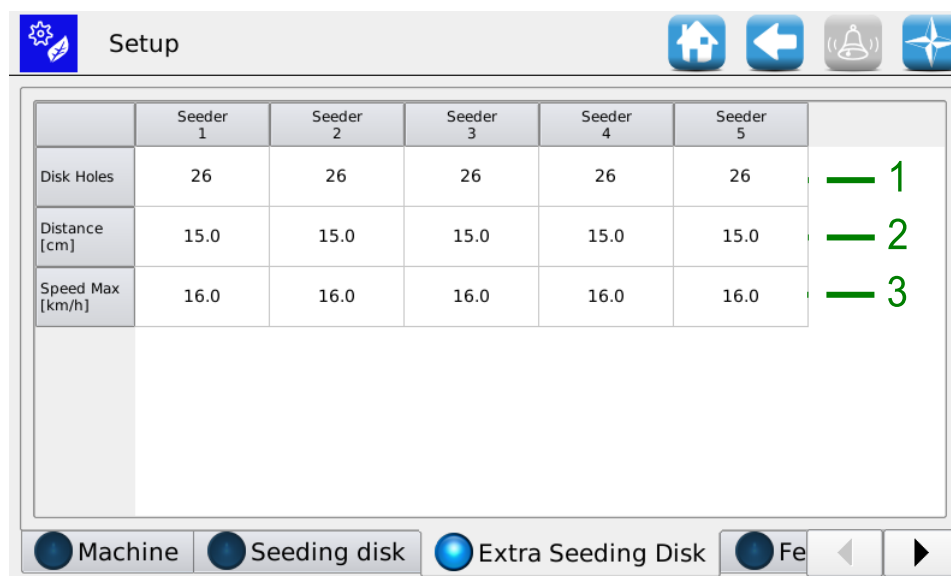 Setup
Seeder 1
Seeder 2
Seeder 3
Seeder 4
Seeder 5
Disk Holes 26 26 26 26 26 1
Distance [cm] 15.0 15.0 15.0 15.0 15.0 2
Speed Max [km/h] 16.0 16.0 16.0 16.0 16.0 3
Machine Seeding disk Extra Seeding Disk Fe